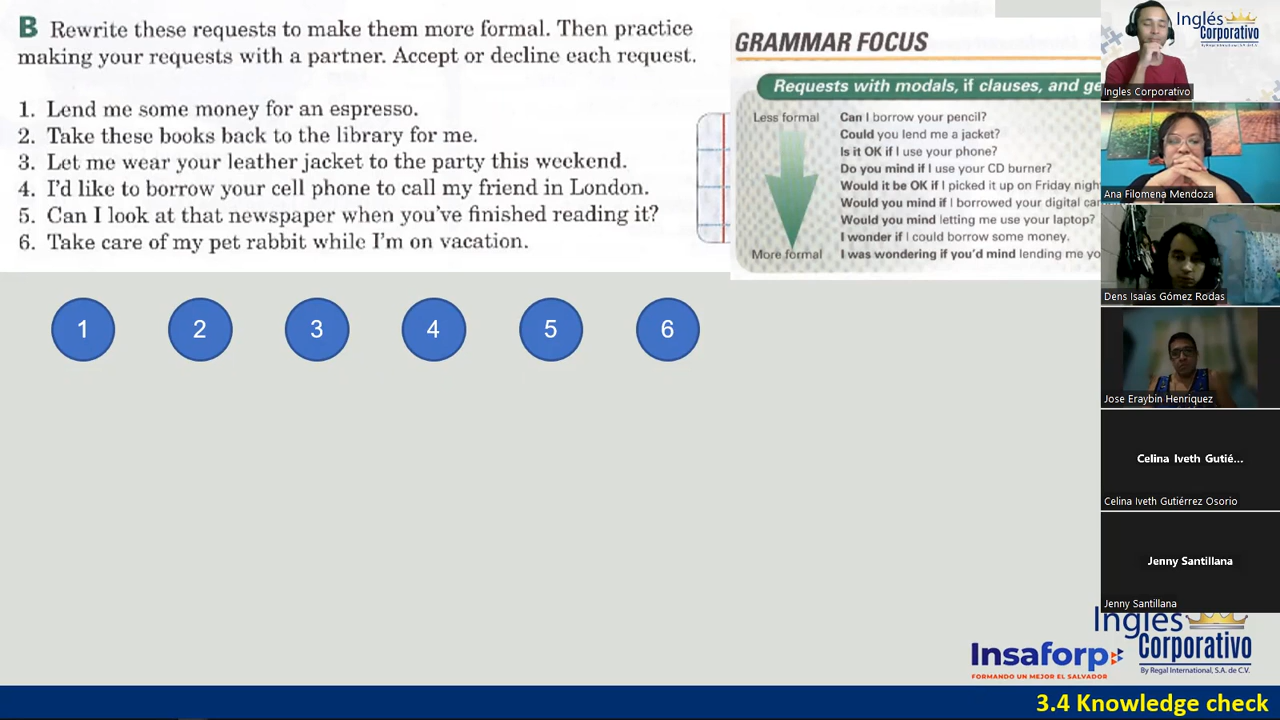 B Rewrite these requests to make them more formal. Then practice
making your requests with a partner. Accept or decline each request.
1. Lend me some money for an espresso.
2. Take these books back to the library for me.
3. Let me wear your leather jacket to the party this weekend.
4. I'd like to borrow your cell phone to call my friend in London.
5. Can I look at that newspaper when you've finished reading it?
6. Take care of my pet rabbit while I'm on vacation.
GRAMMAR FOCUS
Requests with modals, if clauses, and ge
Less formal
Can I borrow your pencil?
Could you lend me a jacket?
Is it OK if I use your phone?
Do you mind if I use your CD burner?
Would it be OK if I picked it up on Friday nigh
Would you mind if I borrowed your digital ca
Would you mind letting me use your laptop?
I wonder if I could borrow some money.
More formal
I was wondering if you'd mind lending me yo
1 2 3 4 5 6
Inglés
Corporativo
By Regal International, S.A. de C.V.
Ingles Corporativo
Ana Filomena Mendoza
Dens Isaías Gómez Rodas
Jose Eraybin Henriquez
Celina Iveth Gutié...
Celina Iveth Gutiérrez Osorio
Jenny Santillana
Jenny Santillana
Insaforp
FORMANDO UN MEJOR EL SALVADOR
Inglés
Corporativo
By Regal International, S.A. de C.V.
3.4 Knowledge check